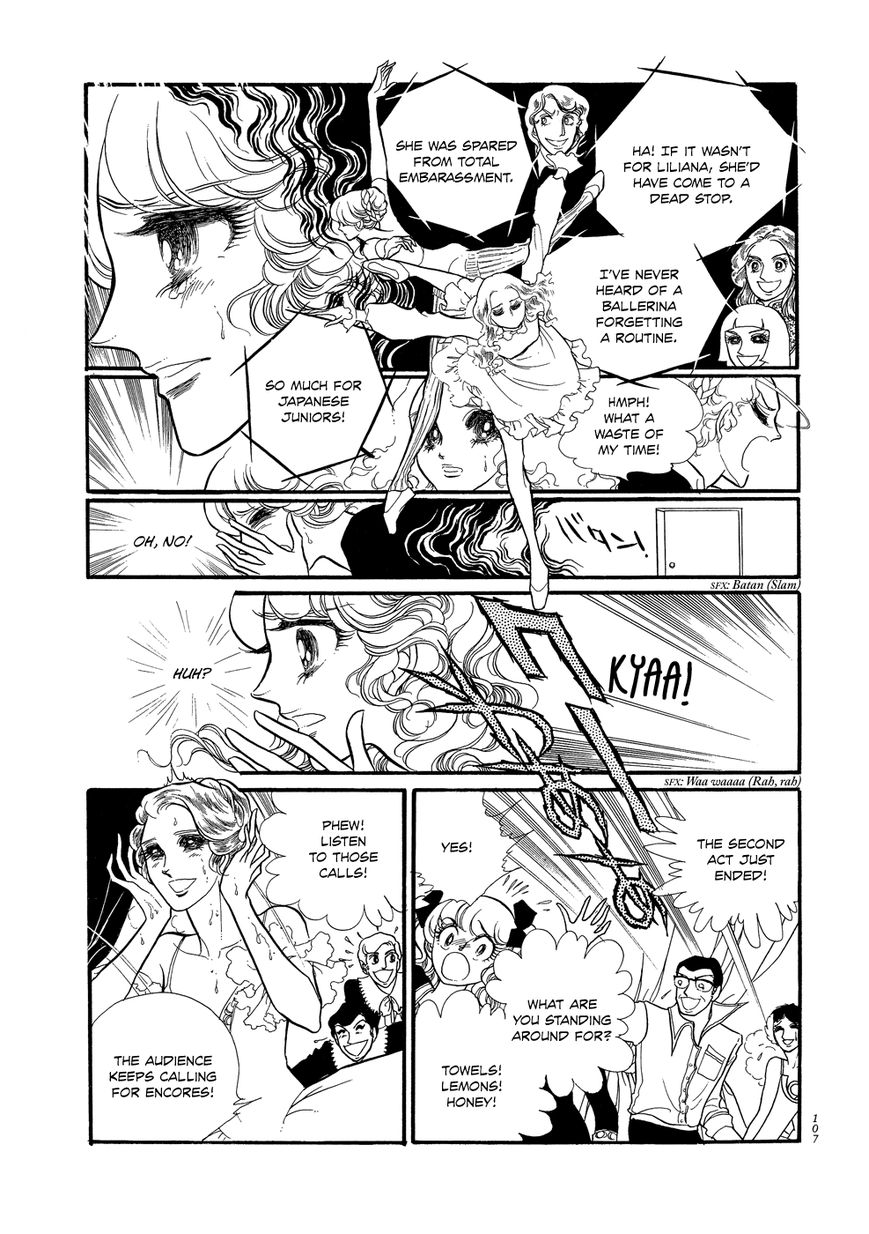 HA! IF IT WASN'T
FOR LILIANA, SHE'D
HAVE COME TO A
DEAD STOP.
SHE WAS SPARED
FROM TOTAL
EMBARASSMENT.
I'VE NEVER
HEARD OF A
BALLERINA
FORGETTING
A ROUTINE.
SO MUCH FOR
JAPANESE
JUNIORS!
HMPH!
WHAT A
WASTE OF
MY TIME!
バタン!
OH, NO!
SFX: Batan (Slam)
KYAA!
HUH?
SFX: Waa waaaa (Rah, rah)
THE SECOND
ACT JUST
ENDED!
YES!
WHAT ARE
YOU STANDING
AROUND FOR?
TOWELS!
LEMONS!
HONEY!
PHEW!
LISTEN
TO THOSE
CALLS!
THE AUDIENCE
KEEPS CALLING
FOR ENCORES!
107